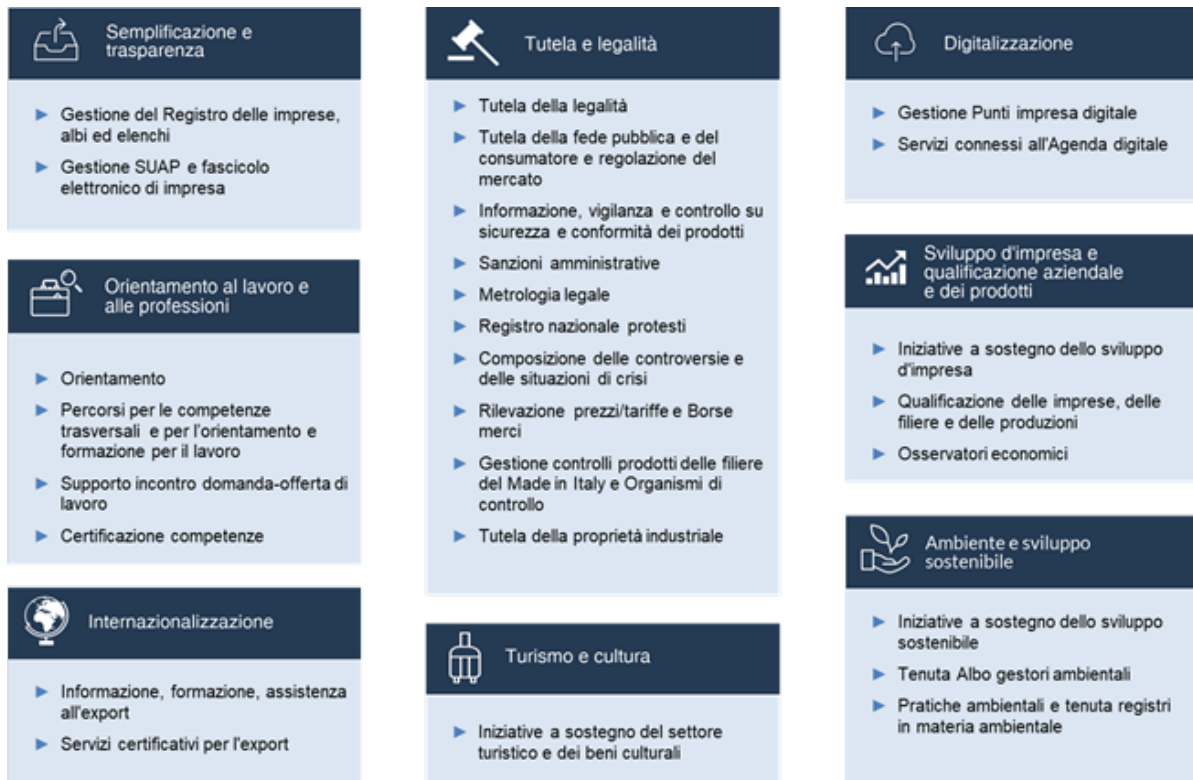 Semplificazione e
trasparenza
Gestione del Registro delle imprese,
albi ed elenchi
Gestione SUAP e fascicolo
elettronico di impresa
Orientamento al lavoro e
alle professioni
Orientamento
Percorsi per le competenze
trasversali e per l'orientamento e
formazione per il lavoro
Supporto incontro domanda-offerta di
lavoro
Certificazione competenze
Internazionalizzazione
Informazione, formazione, assistenza
all'export
Servizi certificativi per l'export
Tutela e legalità
Tutela della legalità
Tutela della fede pubblica e del
consumatore e regolazione del
mercato
Informazione, vigilanza e controllo su
sicurezza e conformità dei prodotti
Sanzioni amministrative
Metrologia legale
Registro nazionale protesti
Composizione delle controversie e
delle situazioni di crisi
Rilevazione prezzi/tariffe e Borse
merci
Gestione controlli prodotti delle filiere
del Made in Italy e Organismi di
controllo
Tutela della proprietà industriale
Turismo e cultura
Iniziative a sostegno del settore
turistico e dei beni culturali
Digitalizzazione
Gestione Punti impresa digitale
Servizi connessi all'Agenda digitale
Sviluppo d'impresa e
qualificazione aziendale
e dei prodotti
Iniziative a sostegno dello sviluppo
d'impresa
Qualificazione delle imprese, delle
filiere e delle produzioni
Osservatori economici
Ambiente e sviluppo
sostenibile
Iniziative a sostegno dello sviluppo
sostenibile
Tenuta Albo gestori ambientali
Pratiche ambientali e tenuta registri
in materia ambientale